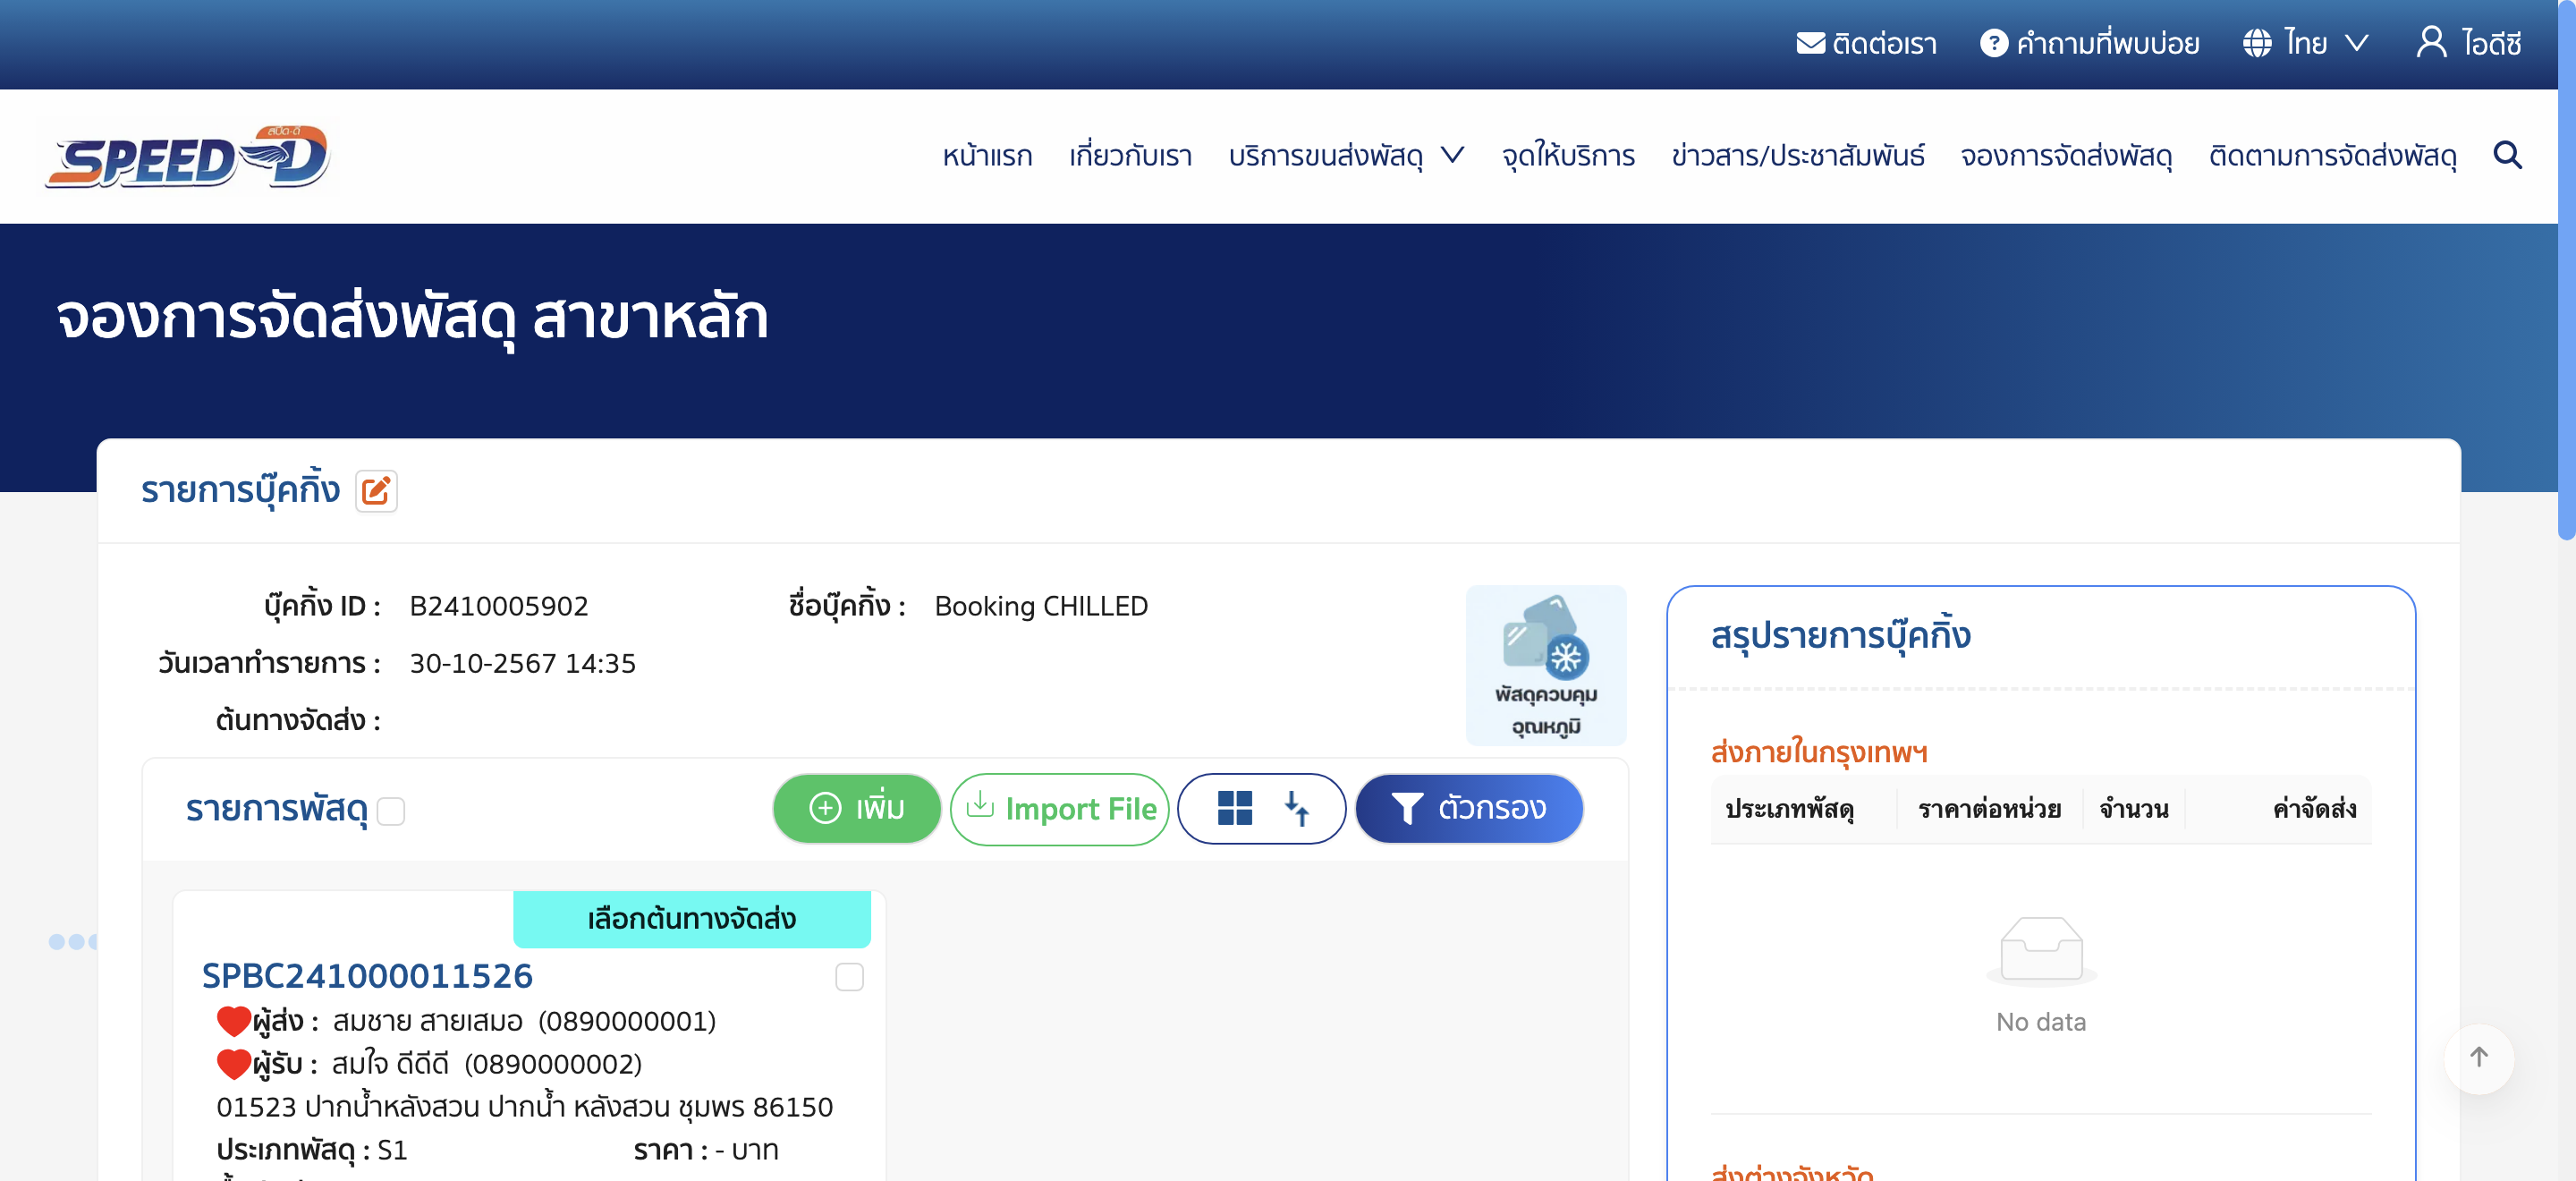 ติดต่อเรา คำถามที่พบบ่อย ไทย ไอดีซี
SPEED-D สปีด-ดี
หน้าแรก เกี่ยวกับเรา บริการขนส่งพัสดุ จุดให้บริการ ข่าวสาร/ประชาสัมพันธ์ จองการจัดส่งพัสดุ ติดตามการจัดส่งพัสดุ
จองการจัดส่งพัสดุ สาขาหลัก
รายการบุ๊คกิ้ง
บุ๊คกิ้ง ID : B2410005902 ชื่อบุ๊คกิ้ง : Booking CHILLED
วันเวลาทำรายการ : 30-10-2567 14:35
ต้นทางจัดส่ง :
พัสดุควบคุม
อุณหภูมิ
รายการพัสดุ เพิ่ม Import File ตัวกรอง
เลือกต้นทางจัดส่ง
SPBC241000011526
ผู้ส่ง : สมชาย สายเสมอ (0890000001)
ผู้รับ : สมใจ ดีดีดี (0890000002)
01523 ปากน้ำหลังสวน ปากน้ำ หลังสวน ชุมพร 86150
ประเภทพัสดุ : S1 ราคา : - บาท
สรุปรายการบุ๊คกิ้ง
ส่งภายในกรุงเทพฯ
ประเภทพัสดุ ราคาต่อหน่วย จำนวน ค่าจัดส่ง
No data
ส่งต่างจังหวัด